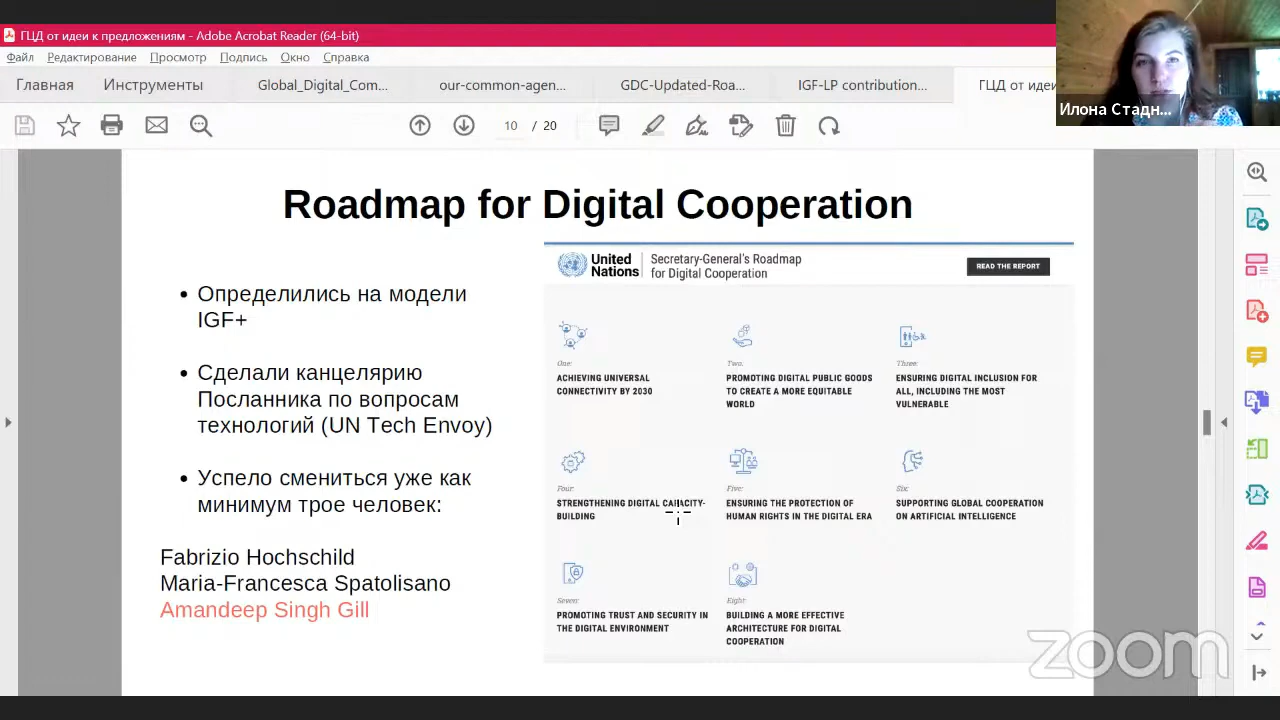 ГЦД от идеи к предложениям - Adobe Acrobat Reader (64-bit)
Файл Редактирование Просмотр Подпись Окно Справка
Главная Инструменты Global_Digital_Com... our-common-agen... GDC-Updated-Roa... IGF-LP contribution... ГЦД от иде
Илона Стадн...
10 / 20
Roadmap for Digital Cooperation
• Определились на модели
IGF+
• Сделали канцелярию
Посланника по вопросам
технологий (UN Tech Envoy)
• Успело смениться уже как
минимум трое человек:
Fabrizio Hochschild
Maria-Francesca Spatolisano
Amandeep Singh Gill
United
Nations
Secretary-General's Roadmap
for Digital Cooperation
READ THE REPORT
One:
ACHIEVING UNIVERSAL
CONNECTIVITY BY 2030
Two:
PROMOTING DIGITAL PUBLIC GOODS
TO CREATE A MORE EQUITABLE
WORLD
Three:
ENSURING DIGITAL INCLUSION FOR
ALL, INCLUDING THE MOST
VULNERABLE
Four:
STRENGTHENING DIGITAL CAPACITY-
BUILDING
Five:
ENSURING THE PROTECTION OF
HUMAN RIGHTS IN THE DIGITAL ERA
Six:
SUPPORTING GLOBAL COOPERATION
ON ARTIFICIAL INTELLIGENCE
Seven:
PROMOTING TRUST AND SECURITY IN
THE DIGITAL ENVIRONMENT
Eight:
BUILDING A MORE EFFECTIVE
ARCHITECTURE FOR DIGITAL
COOPERATION
zoom